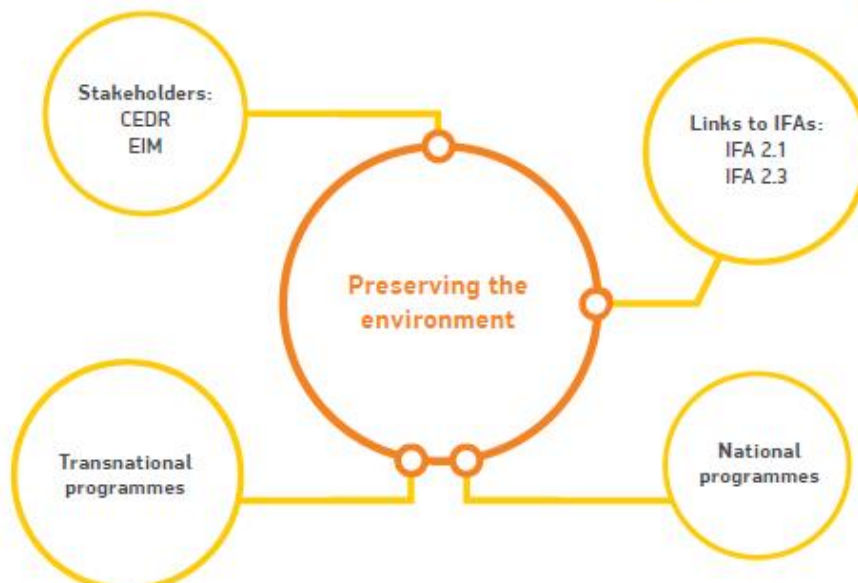 Stakeholders:
CEDR
EIM
Links to IFAs:
IFA 2.1
IFA 2.3
Preserving the
environment
Transnational
programmes
National
programmes